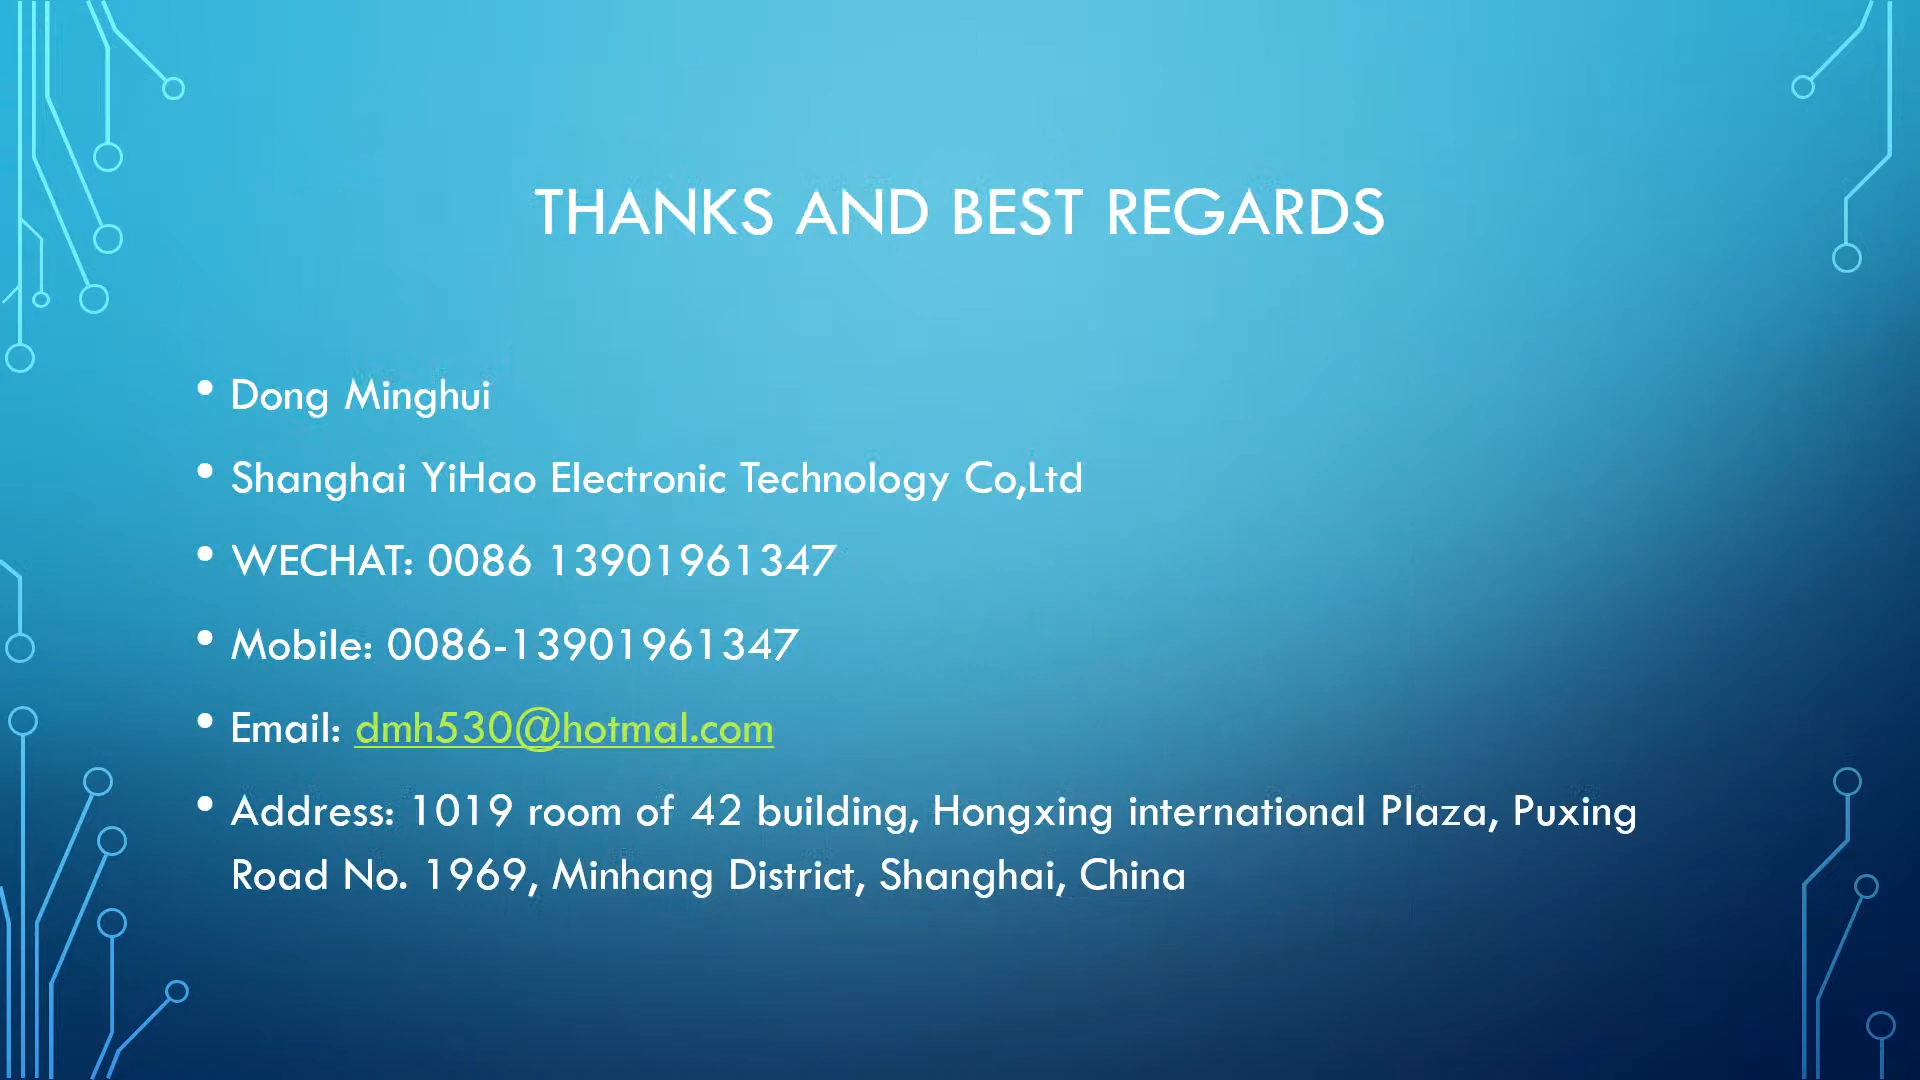 THANKS AND BEST REGARDS
• Dong Minghui
• Shanghai YiHao Electronic Technology Co,Ltd
• WECHAT: 0086 13901961347
• Mobile: 0086-13901961347
• Email: dmh530@hotmal.com
• Address: 1019 room of 42 building, Hongxing international Plaza, Puxing
Road No. 1969, Minhang District, Shanghai, China